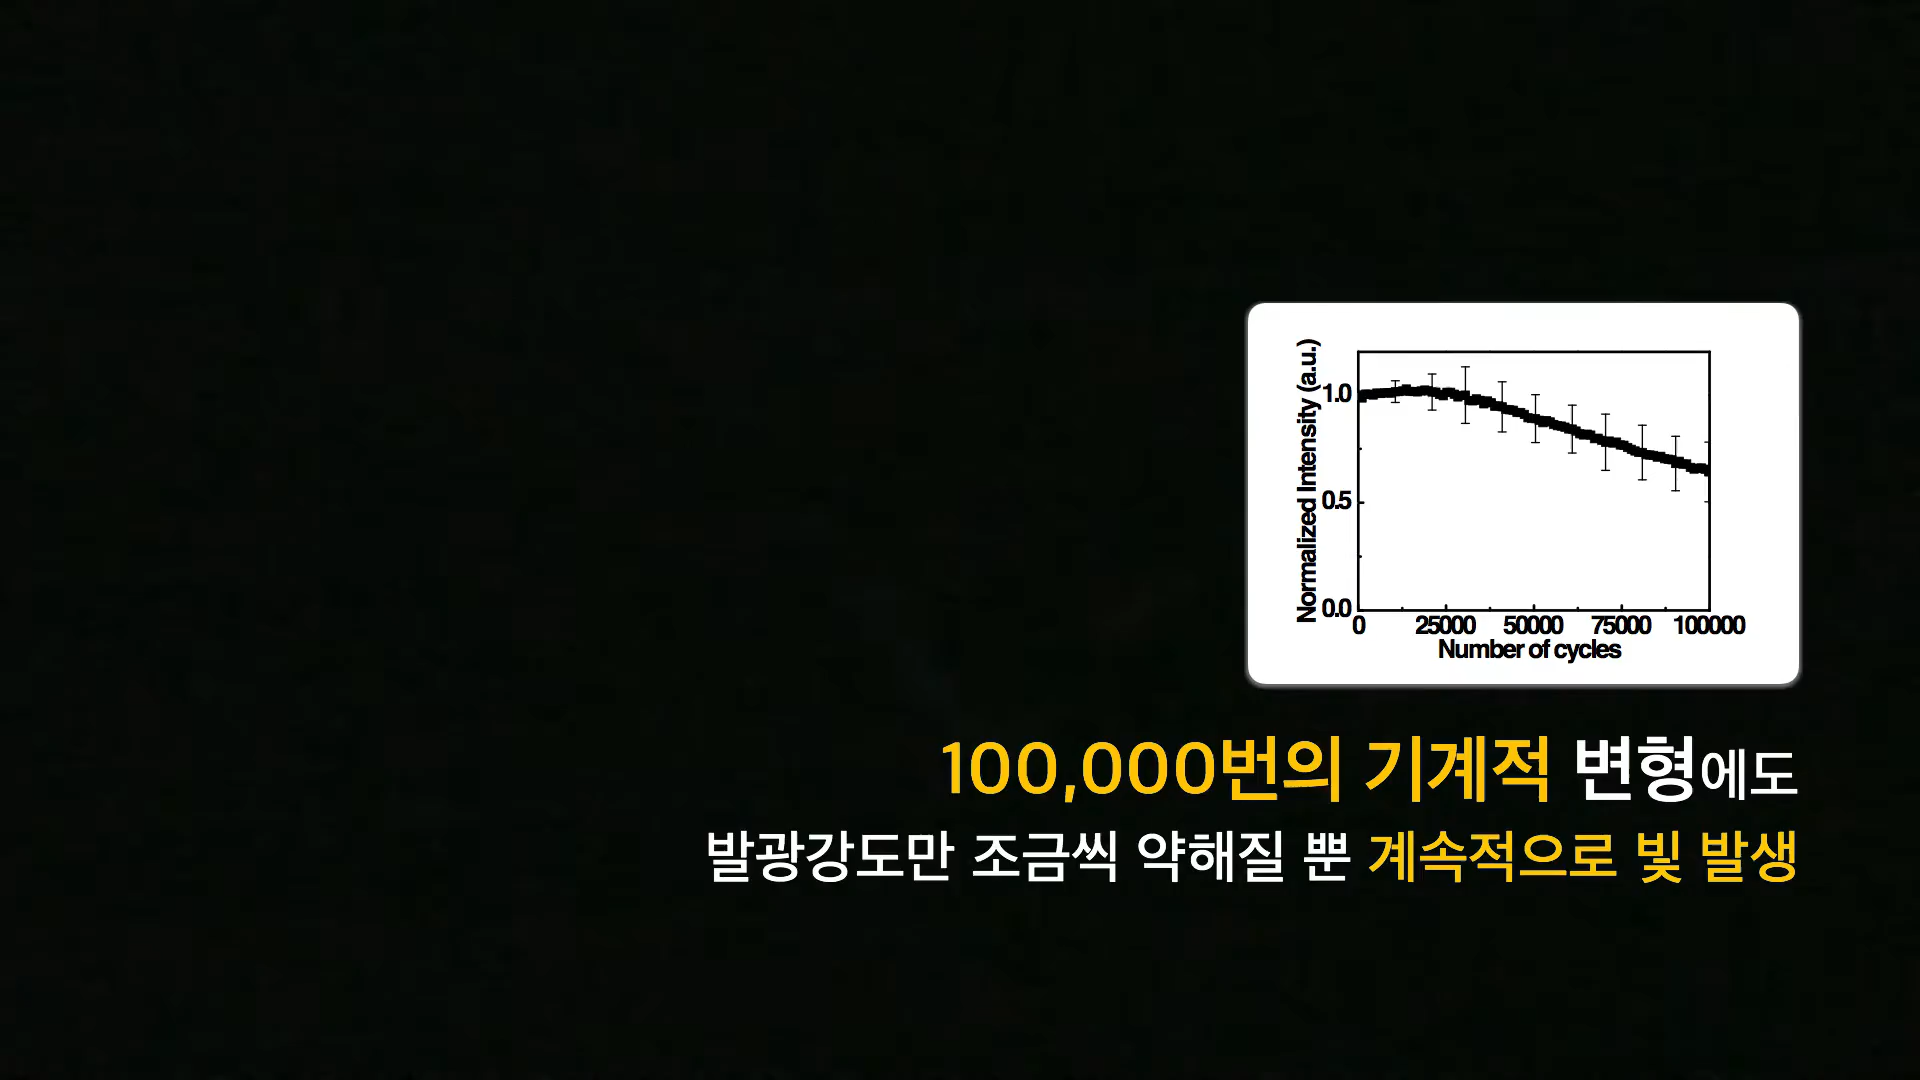 Normalized Intensity (a.u.)
1.0
0.5
0.0
0 25000 50000 75000 100000
Number of cycles
100,000번의 기계적 변형에도
발광강도만 조금씩 약해질 뿐 계속적으로 빛 발생